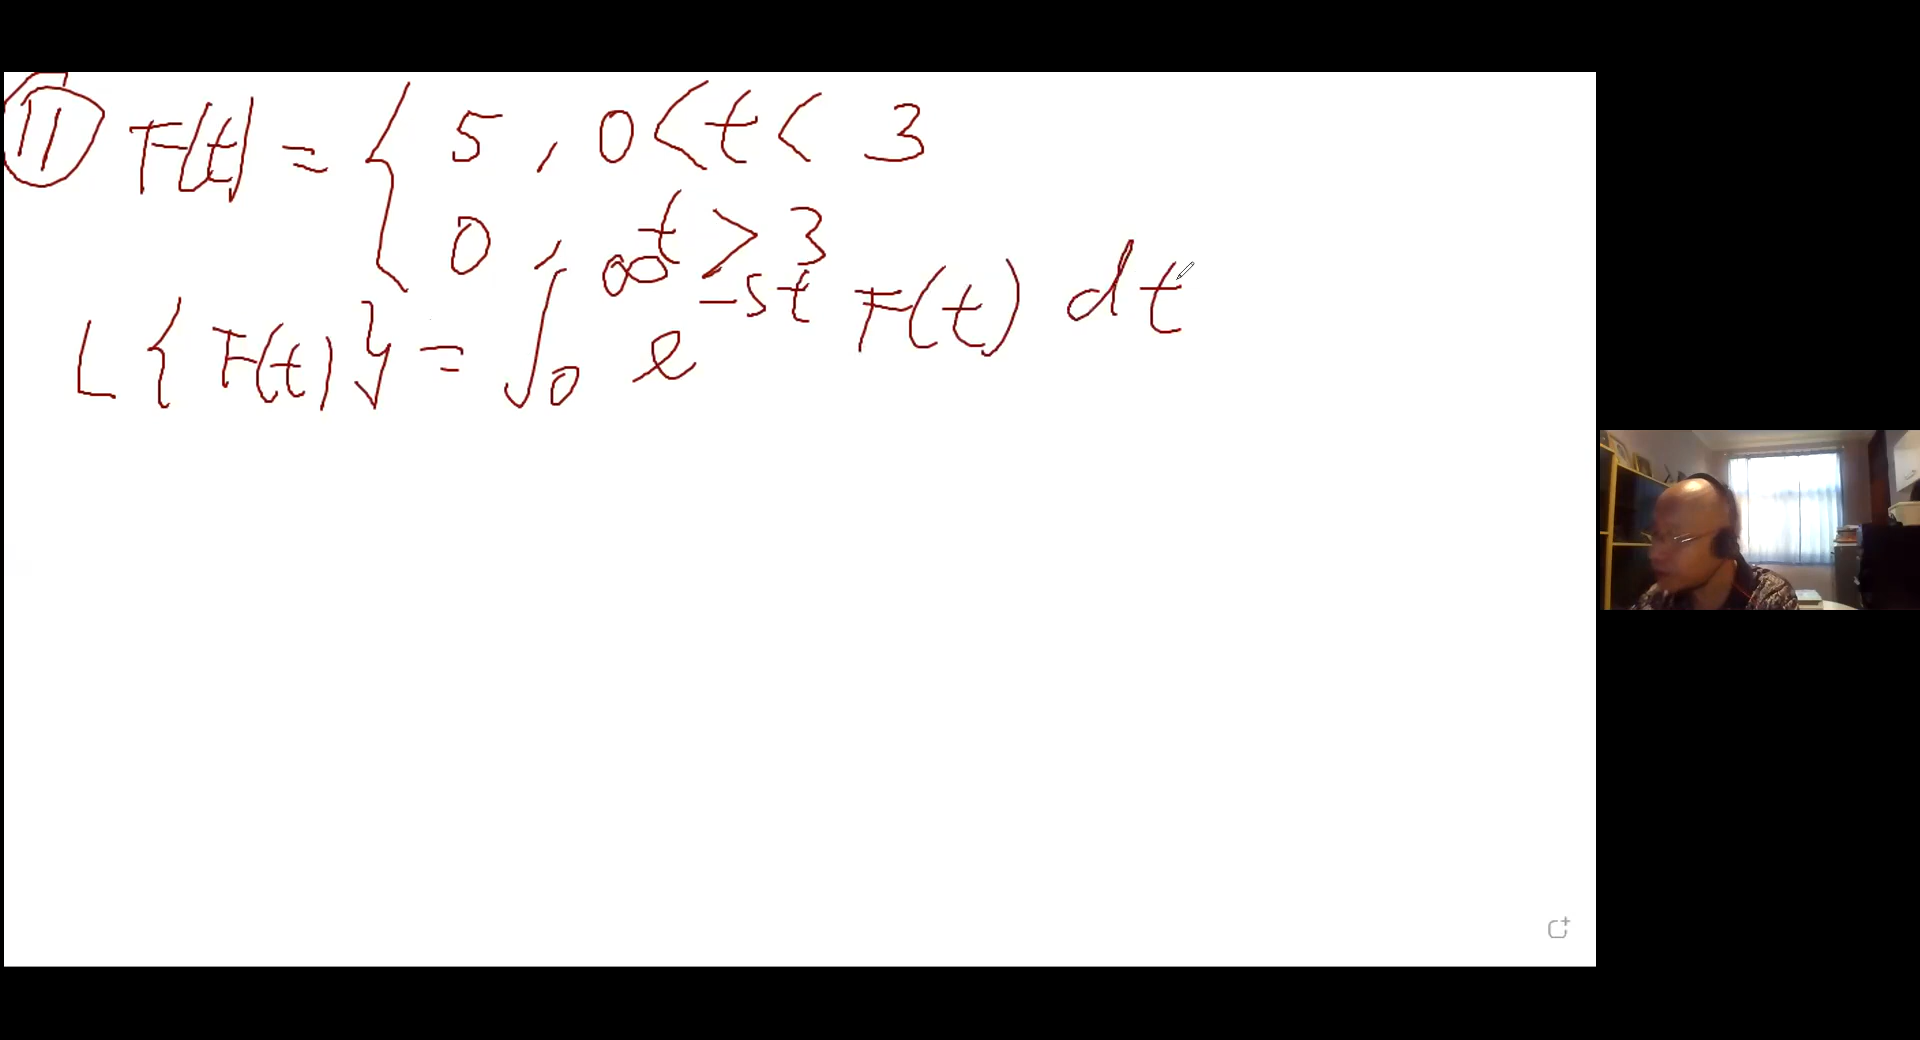 ⑪ F(t) = { 5 , 0 < t < 3
0 , t > 3
L { F(t) } = ∫₀^∞ e^{-st} F(t) dt